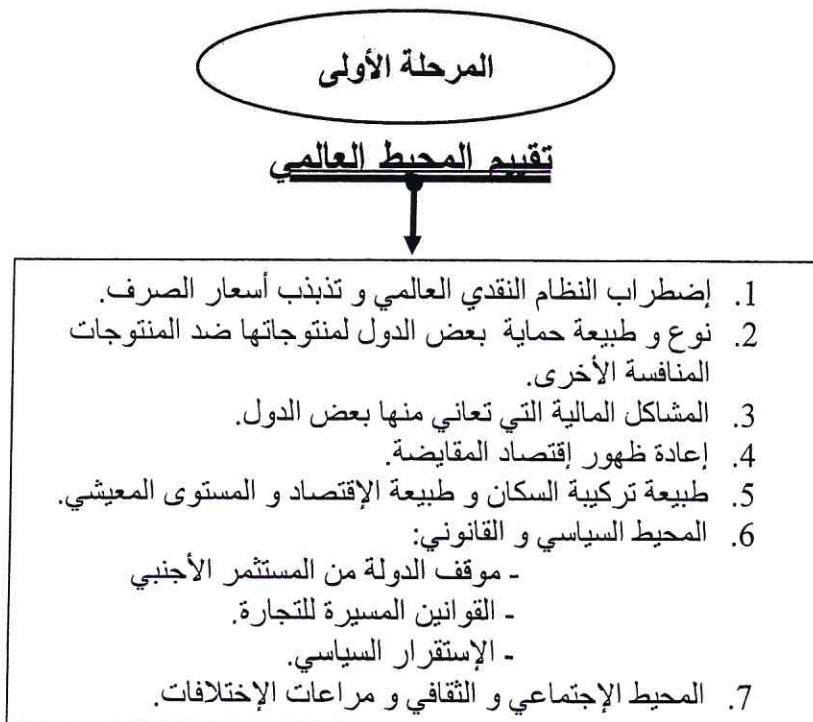 المرحلة الأولى
تقييم المحيط العالمي
1. إضطراب النظام النقدي العالمي و تذبذب أسعار الصرف.
2. نوع و طبيعة حماية بعض الدول لمنتوجاتها ضد المنتوجات
المنافسة الأخرى.
3. المشاكل المالية التي تعاني منها بعض الدول.
4. إعادة ظهور إقتصاد المقايضة.
5. طبيعة تركيبة السكان و طبيعة الإقتصاد و المستوى المعيشي.
6. المحيط السياسي و القانوني:
- موقف الدولة من المستثمر الأجنبي
- القوانين المسيرة للتجارة.
- الإستقرار السياسي.
7. المحيط الإجتماعي و الثقافي و مراعات الإختلافات.